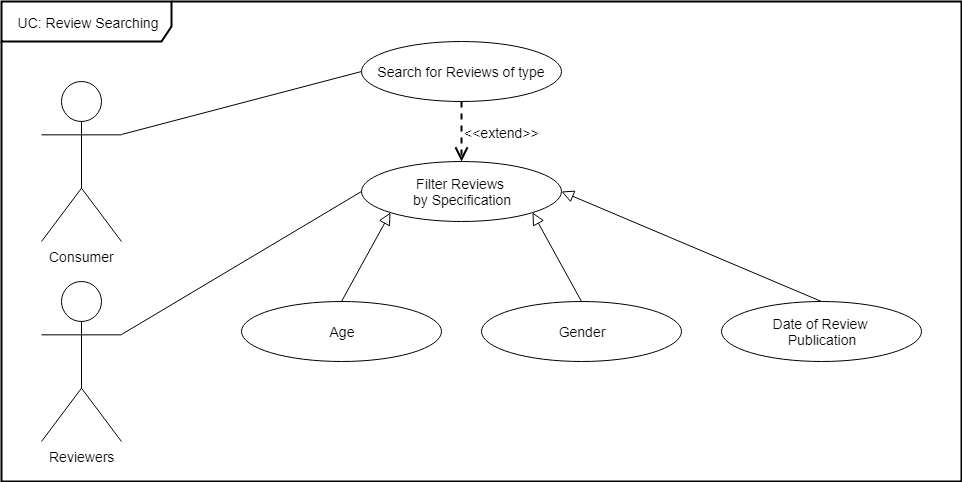 UC: Review Searching
Search for Reviews of type
<<extend>>
Filter Reviews
by Specification
Consumer
Age
Gender
Date of Review
Publication
Reviewers